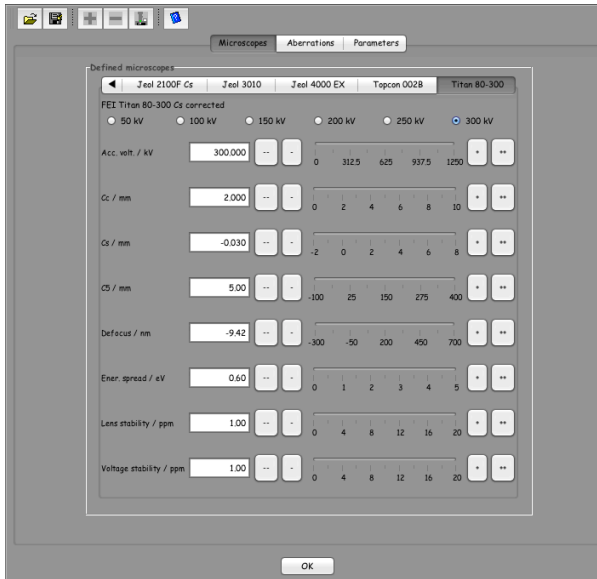 Microscopes Aberrations Parameters
Defined microscopes
Jeol 2100F Cs Jeol 3010 Jeol 4000 EX Topcon 002B Titan 80-300
FEI Titan 80-300 Cs corrected
50 kV 100 kV 150 kV 200 kV 250 kV 300 kV
Acc. volt. / kV 300.000 -- - 0 312.5 625 937.5 1250 + ++
Cc / mm 2.000 -- - 0 2 4 6 8 10 + ++
Cs / mm -0.030 -- - -2 0 2 4 6 8 + ++
C5 / mm 5.00 -- - -100 25 150 275 400 + ++
Defocus / nm -9.42 -- - -300 -50 200 450 700 + ++
Ener. spread / eV 0.60 -- - 0 1 2 3 4 5 + ++
Lens stability / ppm 1.00 -- - 0 4 8 12 16 20 + ++
Voltage stability / ppm 1.00 -- - 0 4 8 12 16 20 + ++
OK